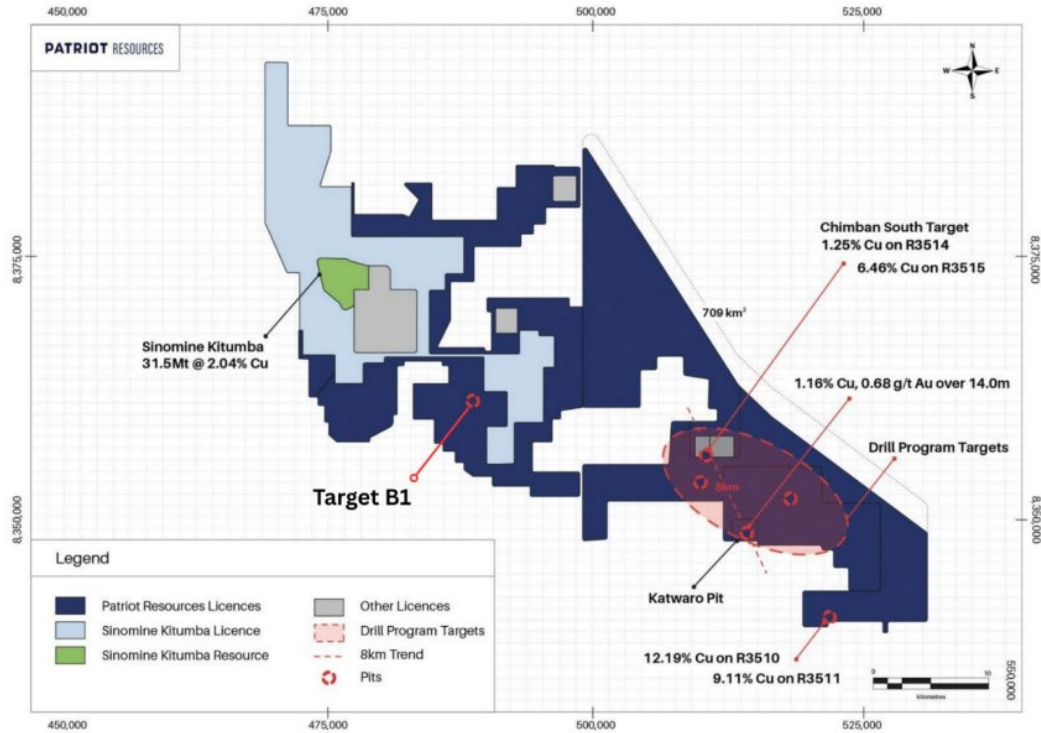 450,000
475,000
500,000
525,000
PATRIOT RESOURCES
N
W E
S
8,375,000
8,375,000
Chimban South Target
1.25% Cu on R3514
6.46% Cu on R3515
709 km²
Sinomine Kitumba
31.5Mt @ 2.04% Cu
1.16% Cu, 0.68 g/t Au over 14.0m
Drill Program Targets
8km
Target B1
8,350,000
8,350,000
Katwaro Pit
Legend
Patriot Resources Licences
Sinomine Kitumba Licence
Sinomine Kitumba Resource
Other Licences
Drill Program Targets
8km Trend
Pits
12.19% Cu on R3510
9.11% Cu on R3511
0 10
kilometres
550,000
450,000
475,000
500,000
525,000